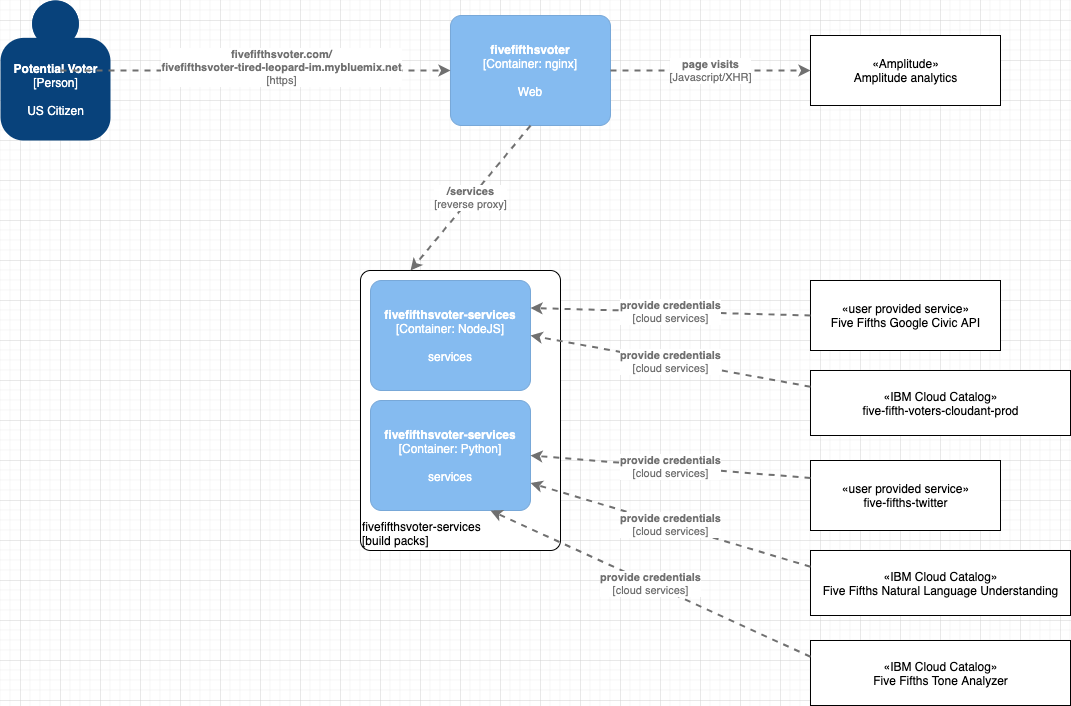 Potential Voter
[Person]
US Citizen
fivefifthsvoter.com/
fivefifthsvoter-tired-leopard-im.mybluemix.net
[https]
fivefifthsvoter
[Container: nginx]
Web
page visits
[Javascript/XHR]
«Amplitude»
Amplitude analytics
/services
[reverse proxy]
fivefifthsvoter-services
[Container: NodeJS]
services
provide credentials
[cloud services]
«user provided service»
Five Fifths Google Civic API
provide credentials
[cloud services]
«IBM Cloud Catalog»
five-fifth-voters-cloudant-prod
fivefifthsvoter-services
[Container: Python]
services
provide credentials
[cloud services]
«user provided service»
five-fifths-twitter
fivefifthsvoter-services
[build packs]
provide credentials
[cloud services]
«IBM Cloud Catalog»
Five Fifths Natural Language Understanding
provide credentials
[cloud services]
«IBM Cloud Catalog»
Five Fifths Tone Analyzer